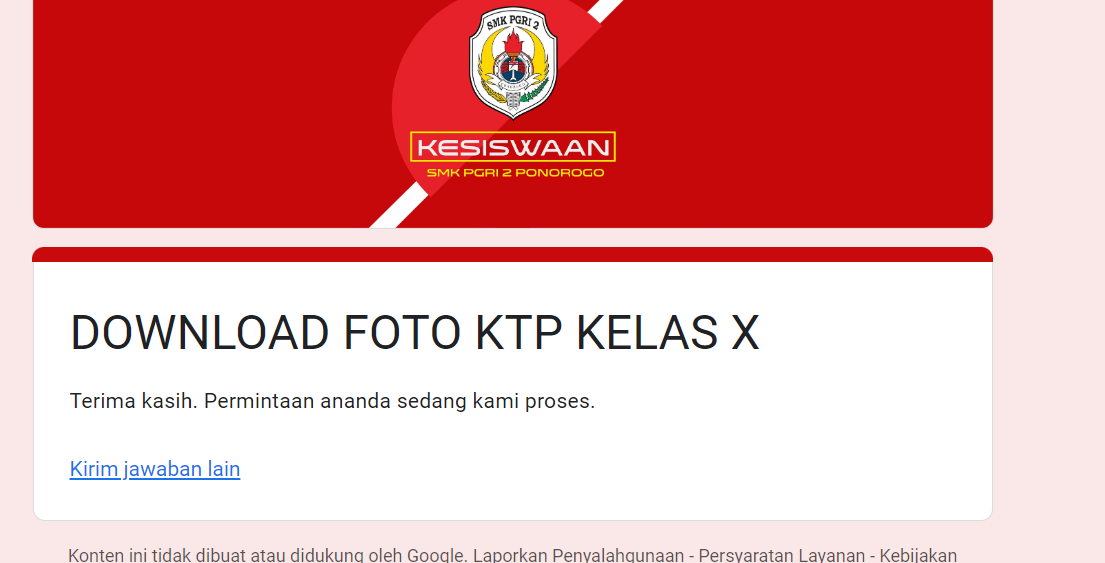 SMK PGRI 2
KESISWAAN
SMK PGRI 2 PONOROGO
DOWNLOAD FOTO KTP KELAS X
Terima kasih. Permintaan ananda sedang kami proses.
Kirim jawaban lain
Konten ini tidak dibuat atau didukung oleh Google. Laporkan Penyalahgunaan - Persyaratan Layanan - Kebijakan